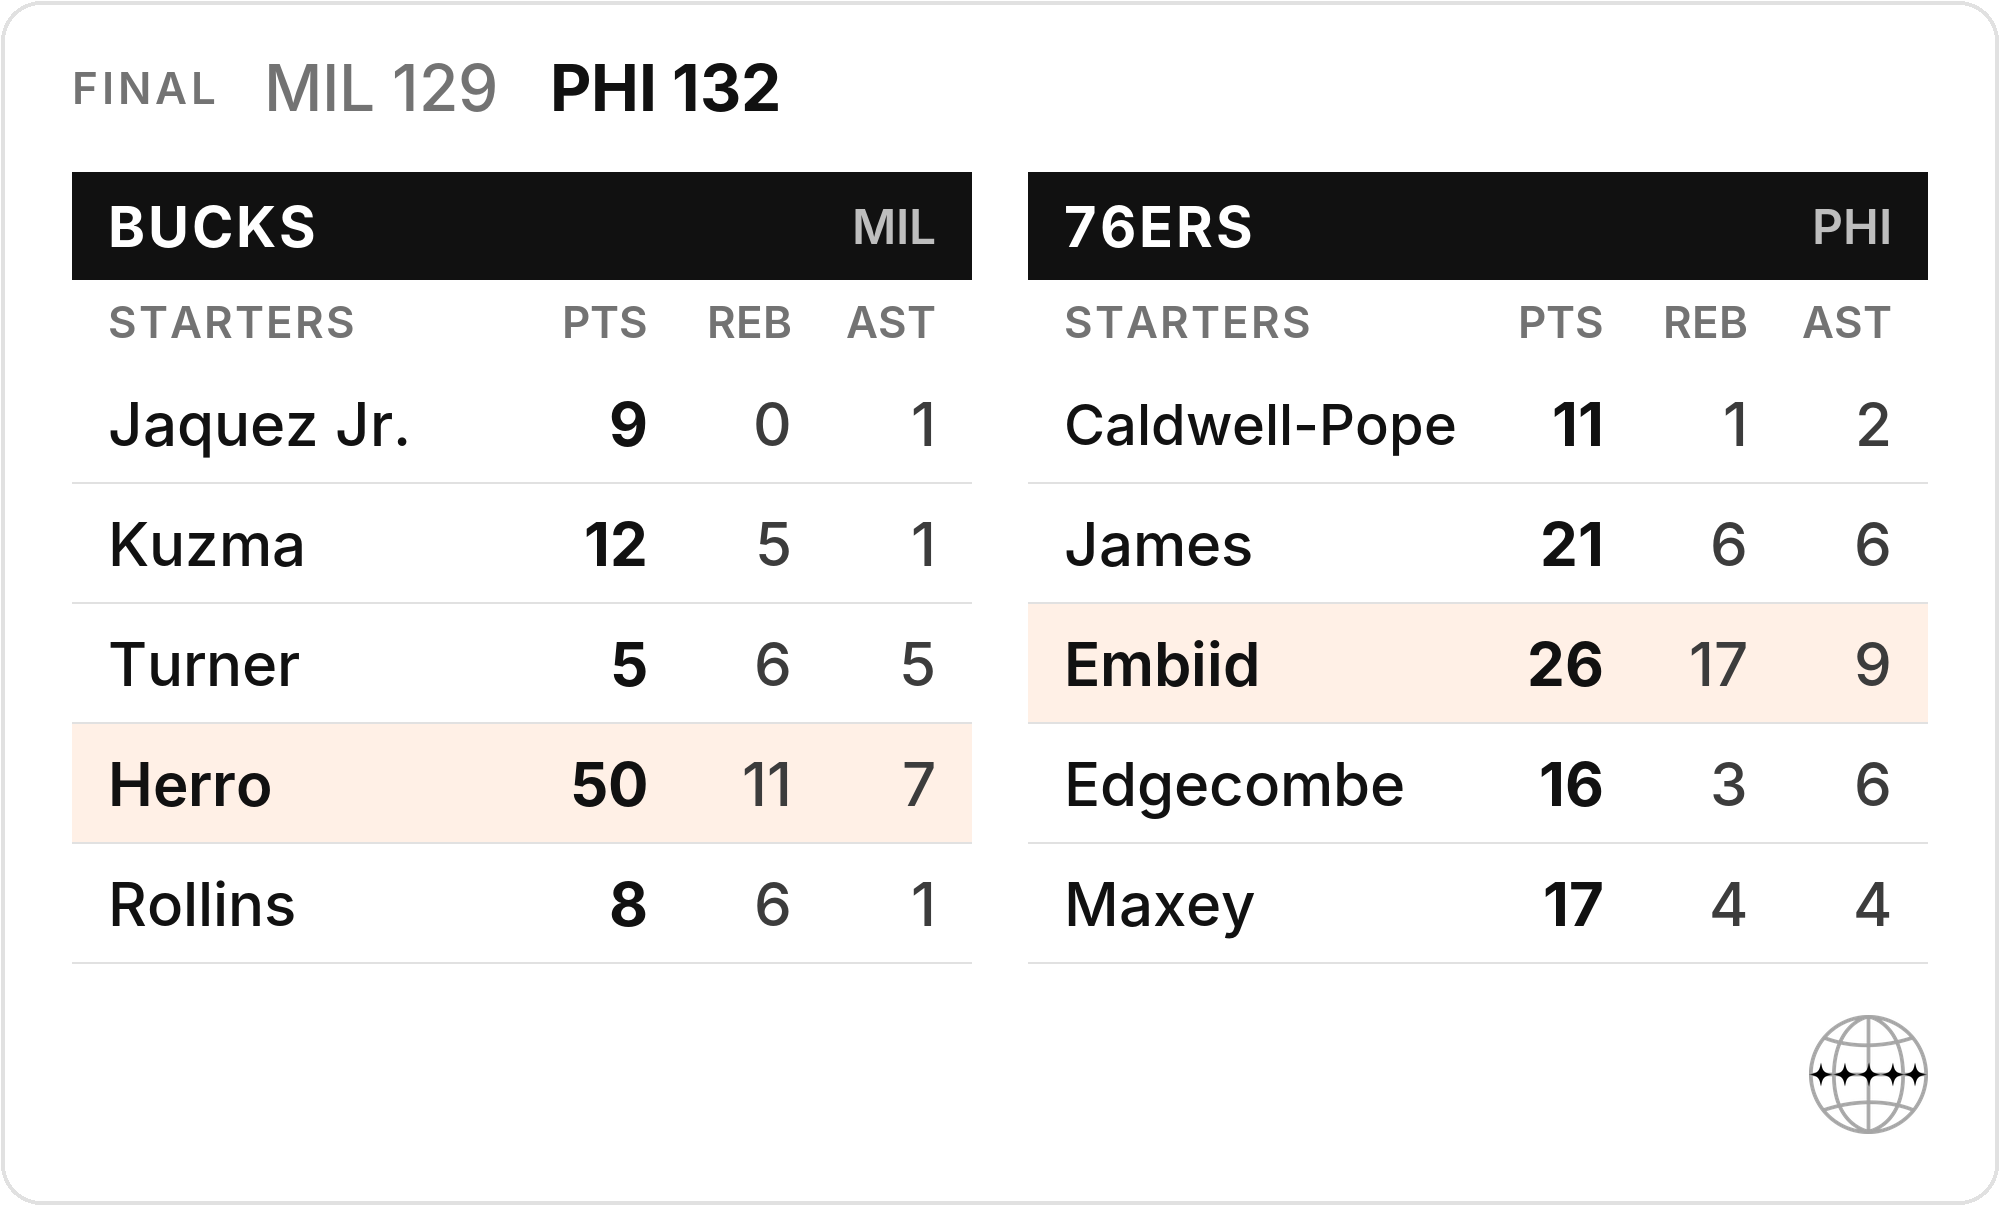 FINAL MIL 129 PHI 132
BUCKS MIL
STARTERS PTS REB AST
Jaquez Jr. 9 0 1
Kuzma 12 5 1
Turner 5 6 5
Herro 50 11 7
Rollins 8 6 1
76ERS PHI
STARTERS PTS REB AST
Caldwell-Pope 11 1 2
James 21 6 6
Embiid 26 17 9
Edgecombe 16 3 6
Maxey 17 4 4